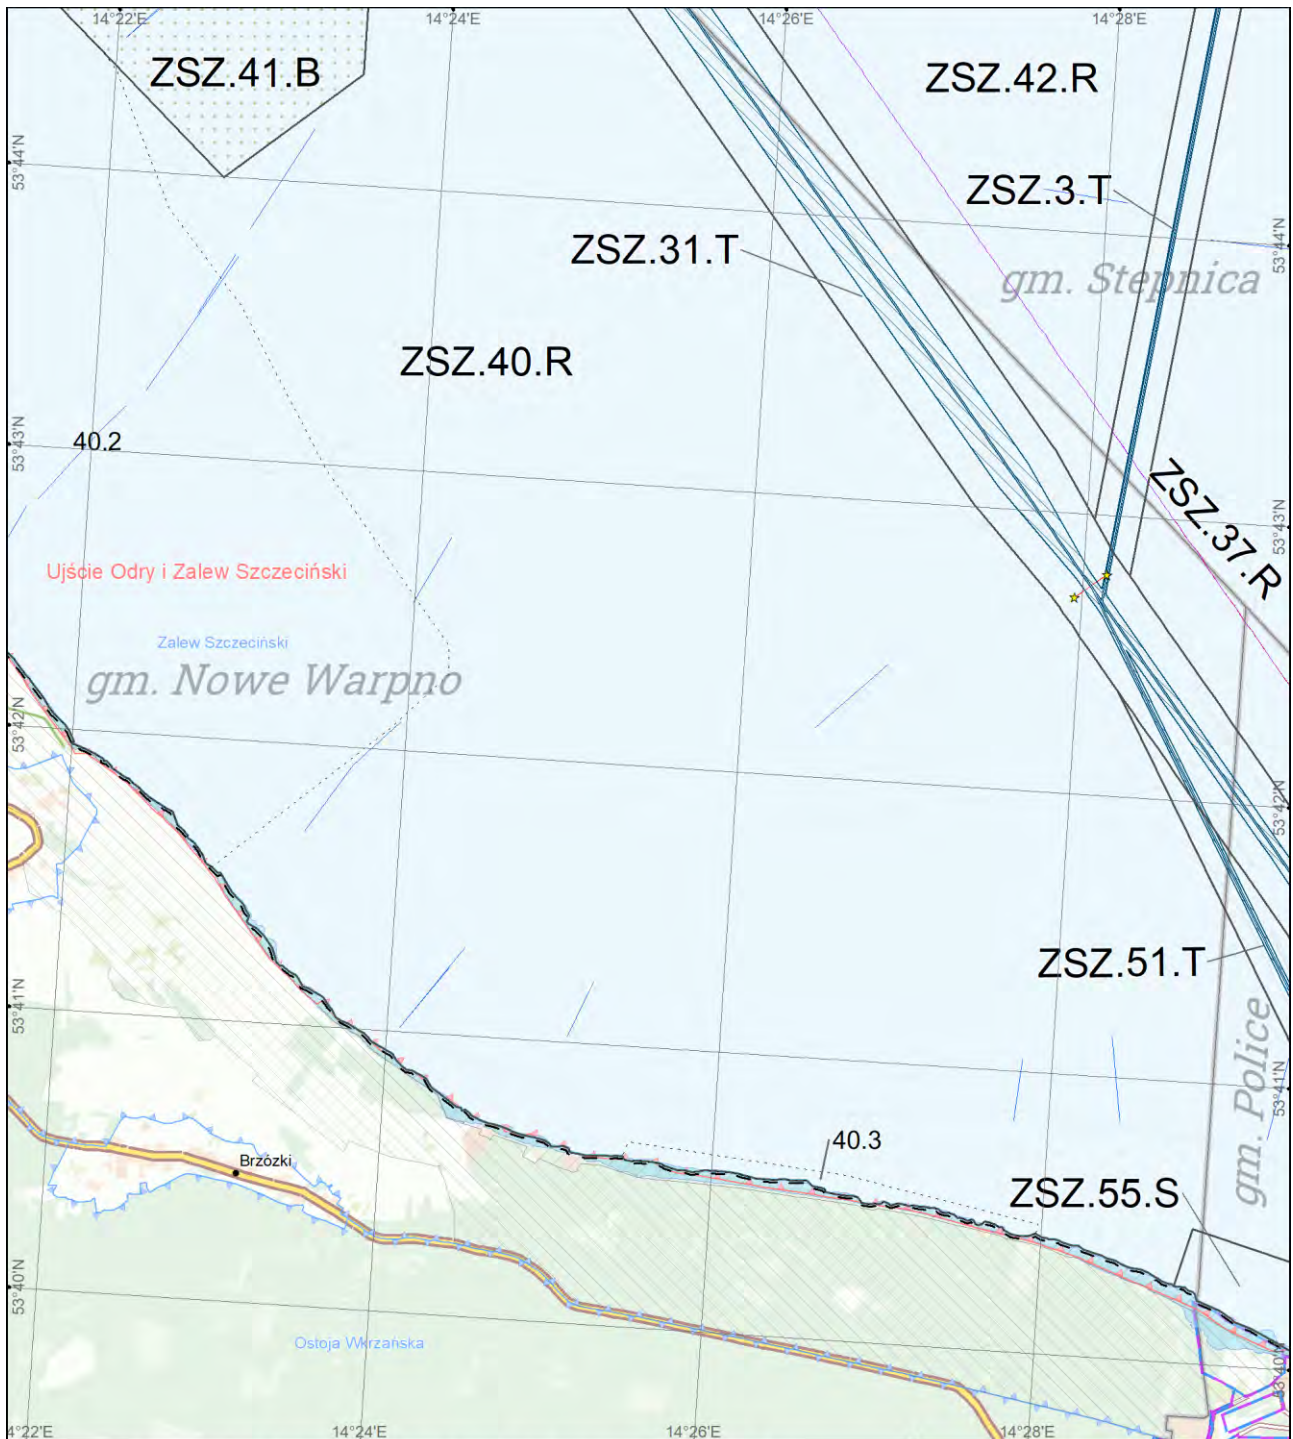 14°22'E
14°24'E
14°26'E
14°28'E
ZSZ.41.B
ZSZ.42.R
53°44'N
ZSZ.3.T
ZSZ.31.T
53°44'N
gm. Stepnica
ZSZ.40.R
40.2
53°43'N
ZSZ.37.R
53°43'N
Ujście Odry i Zalew Szczeciński
Zalew Szczeciński
gm. Nowe Warpno
53°42'N
53°42'N
ZSZ.51.T
53°41'N
gm. Police
53°41'N
40.3
Brzózki
ZSZ.55.S
53°40'N
Ostoja Wkrzańska
53°40'N
4°22'E
14°24'E
14°26'E
14°28'E